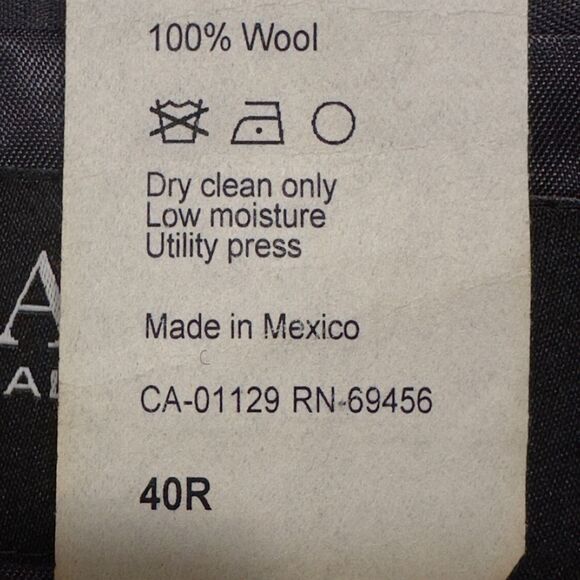 100% Wool
Dry clean only
Low moisture
Utility press
Made in Mexico
CA-01129 RN-69456
40R